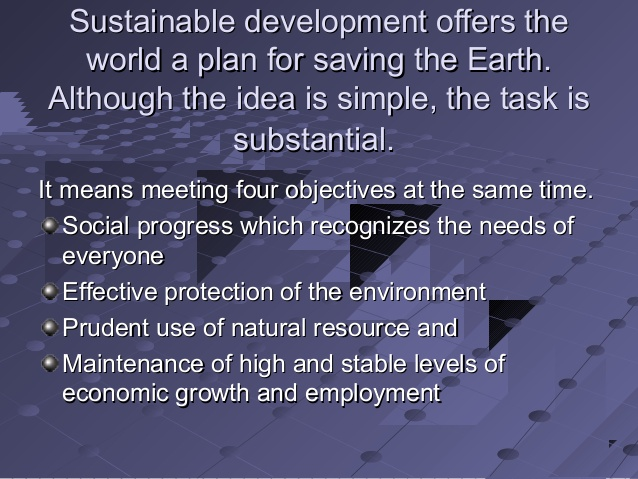 Sustainable development offers the
world a plan for saving the Earth.
Although the idea is simple, the task is
substantial.
It means meeting four objectives at the same time.
Social progress which recognizes the needs of
everyone
Effective protection of the environment
Prudent use of natural resource and
Maintenance of high and stable levels of
economic growth and employment